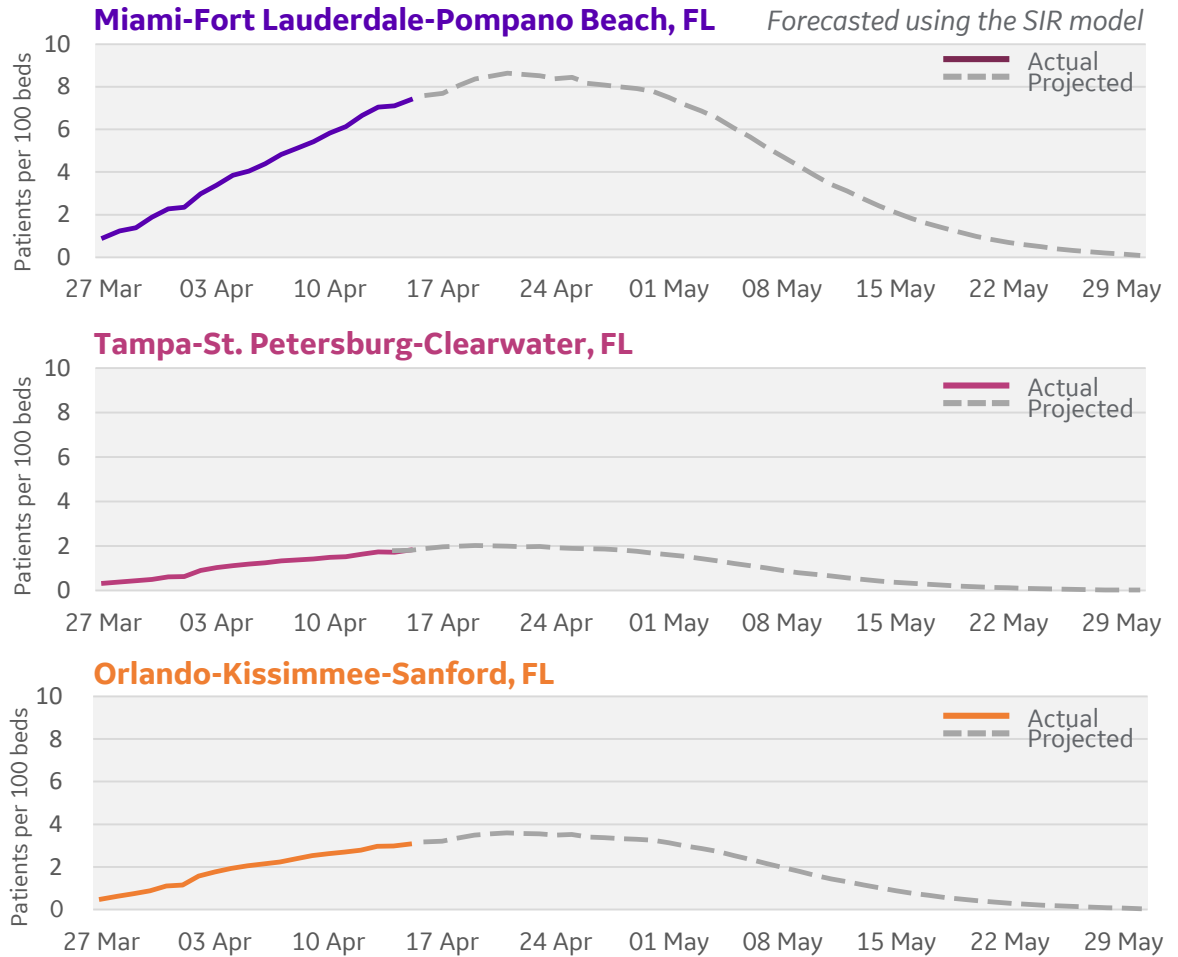 Miami-Fort Lauderdale-Pompano Beach, FL
Forecasted using the SIR model
Patients per 100 beds
10
8
6
4
2
0
Actual
Projected
27 Mar 03 Apr 10 Apr 17 Apr 24 Apr 01 May 08 May 15 May 22 May 29 May
Tampa-St. Petersburg-Clearwater, FL
Patients per 100 beds
10
8
6
4
2
0
Actual
Projected
27 Mar 03 Apr 10 Apr 17 Apr 24 Apr 01 May 08 May 15 May 22 May 29 May
Orlando-Kissimmee-Sanford, FL
Patients per 100 beds
10
8
6
4
2
0
Actual
Projected
27 Mar 03 Apr 10 Apr 17 Apr 24 Apr 01 May 08 May 15 May 22 May 29 May